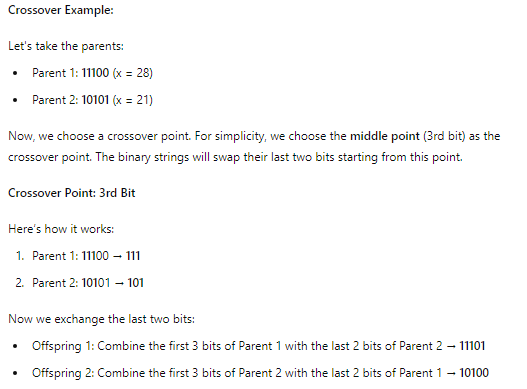 Crossover Example:
Let's take the parents:
• Parent 1: 11100 (x = 28)
• Parent 2: 10101 (x = 21)
Now, we choose a crossover point. For simplicity, we choose the middle point (3rd bit) as the
crossover point. The binary strings will swap their last two bits starting from this point.
Crossover Point: 3rd Bit
Here's how it works:
1. Parent 1: 11100 → 111
2. Parent 2: 10101 → 101
Now we exchange the last two bits:
• Offspring 1: Combine the first 3 bits of Parent 1 with the last 2 bits of Parent 2 → 11101
• Offspring 2: Combine the first 3 bits of Parent 2 with the last 2 bits of Parent 1 → 10100